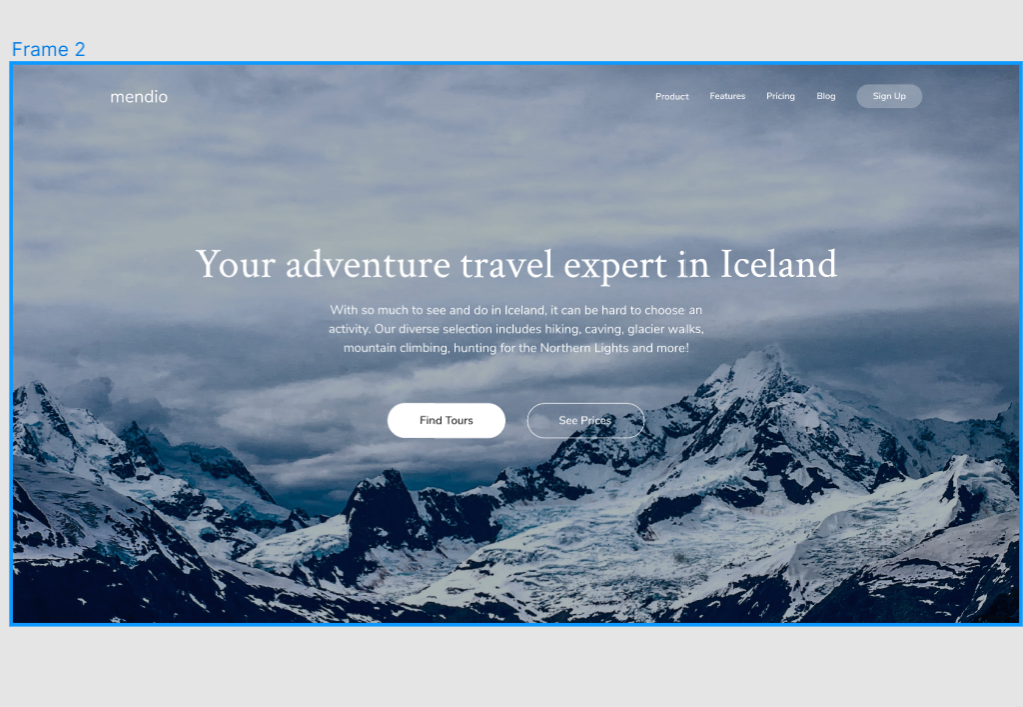 Frame 2
mendio
Product Features Pricing Blog Sign Up
Your adventure travel expert in Iceland
With so much to see and do in Iceland, it can be hard to choose an
activity. Our diverse selection includes hiking, caving, glacier walks,
mountain climbing, hunting for the Northern Lights and more!
Find Tours See Prices